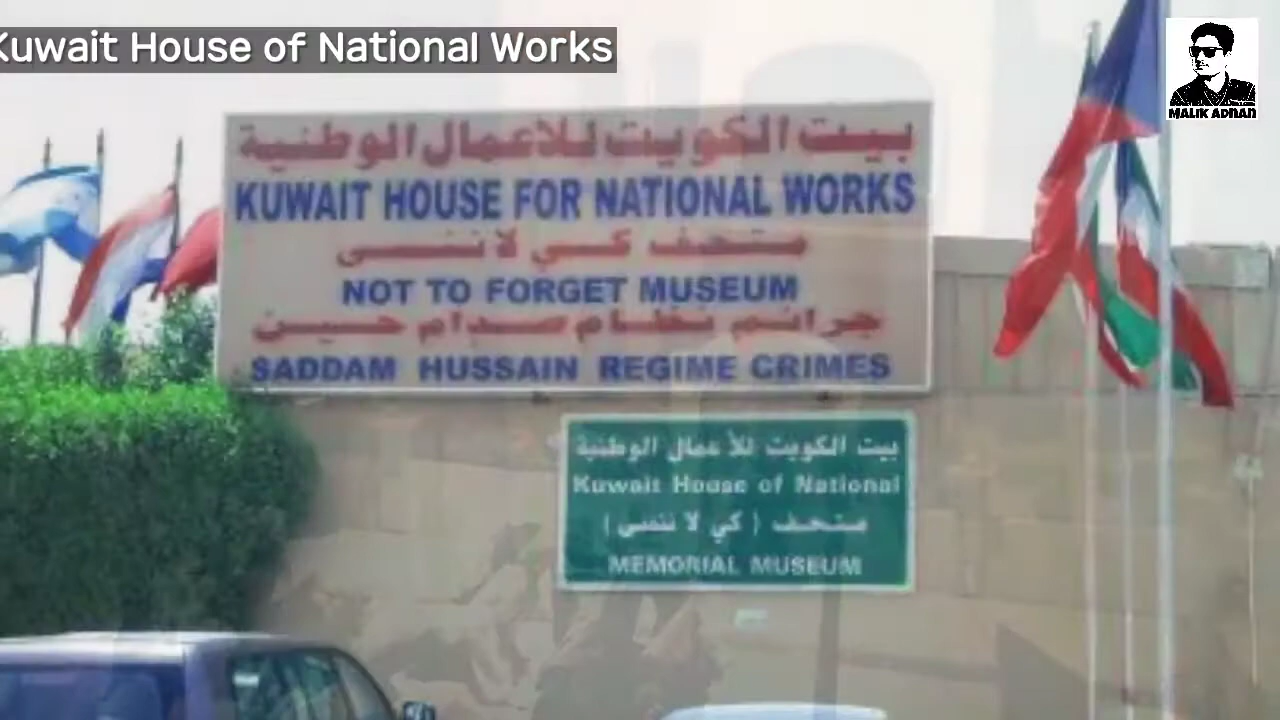 Kuwait House of National Works
MALIK ADNAN
بيت الكويت للاعمال الوطنية
KUWAIT HOUSE FOR NATIONAL WORKS
متحف كي لا ننسى
NOT TO FORGET MUSEUM
جرائم نظام صدام حسين
SADDAM HUSSAIN REGIME CRIMES
بيت الكويت للأعمال الوطنية
Kuwait House of National
متحف ( كي لا ننسى )
MEMORIAL MUSEUM